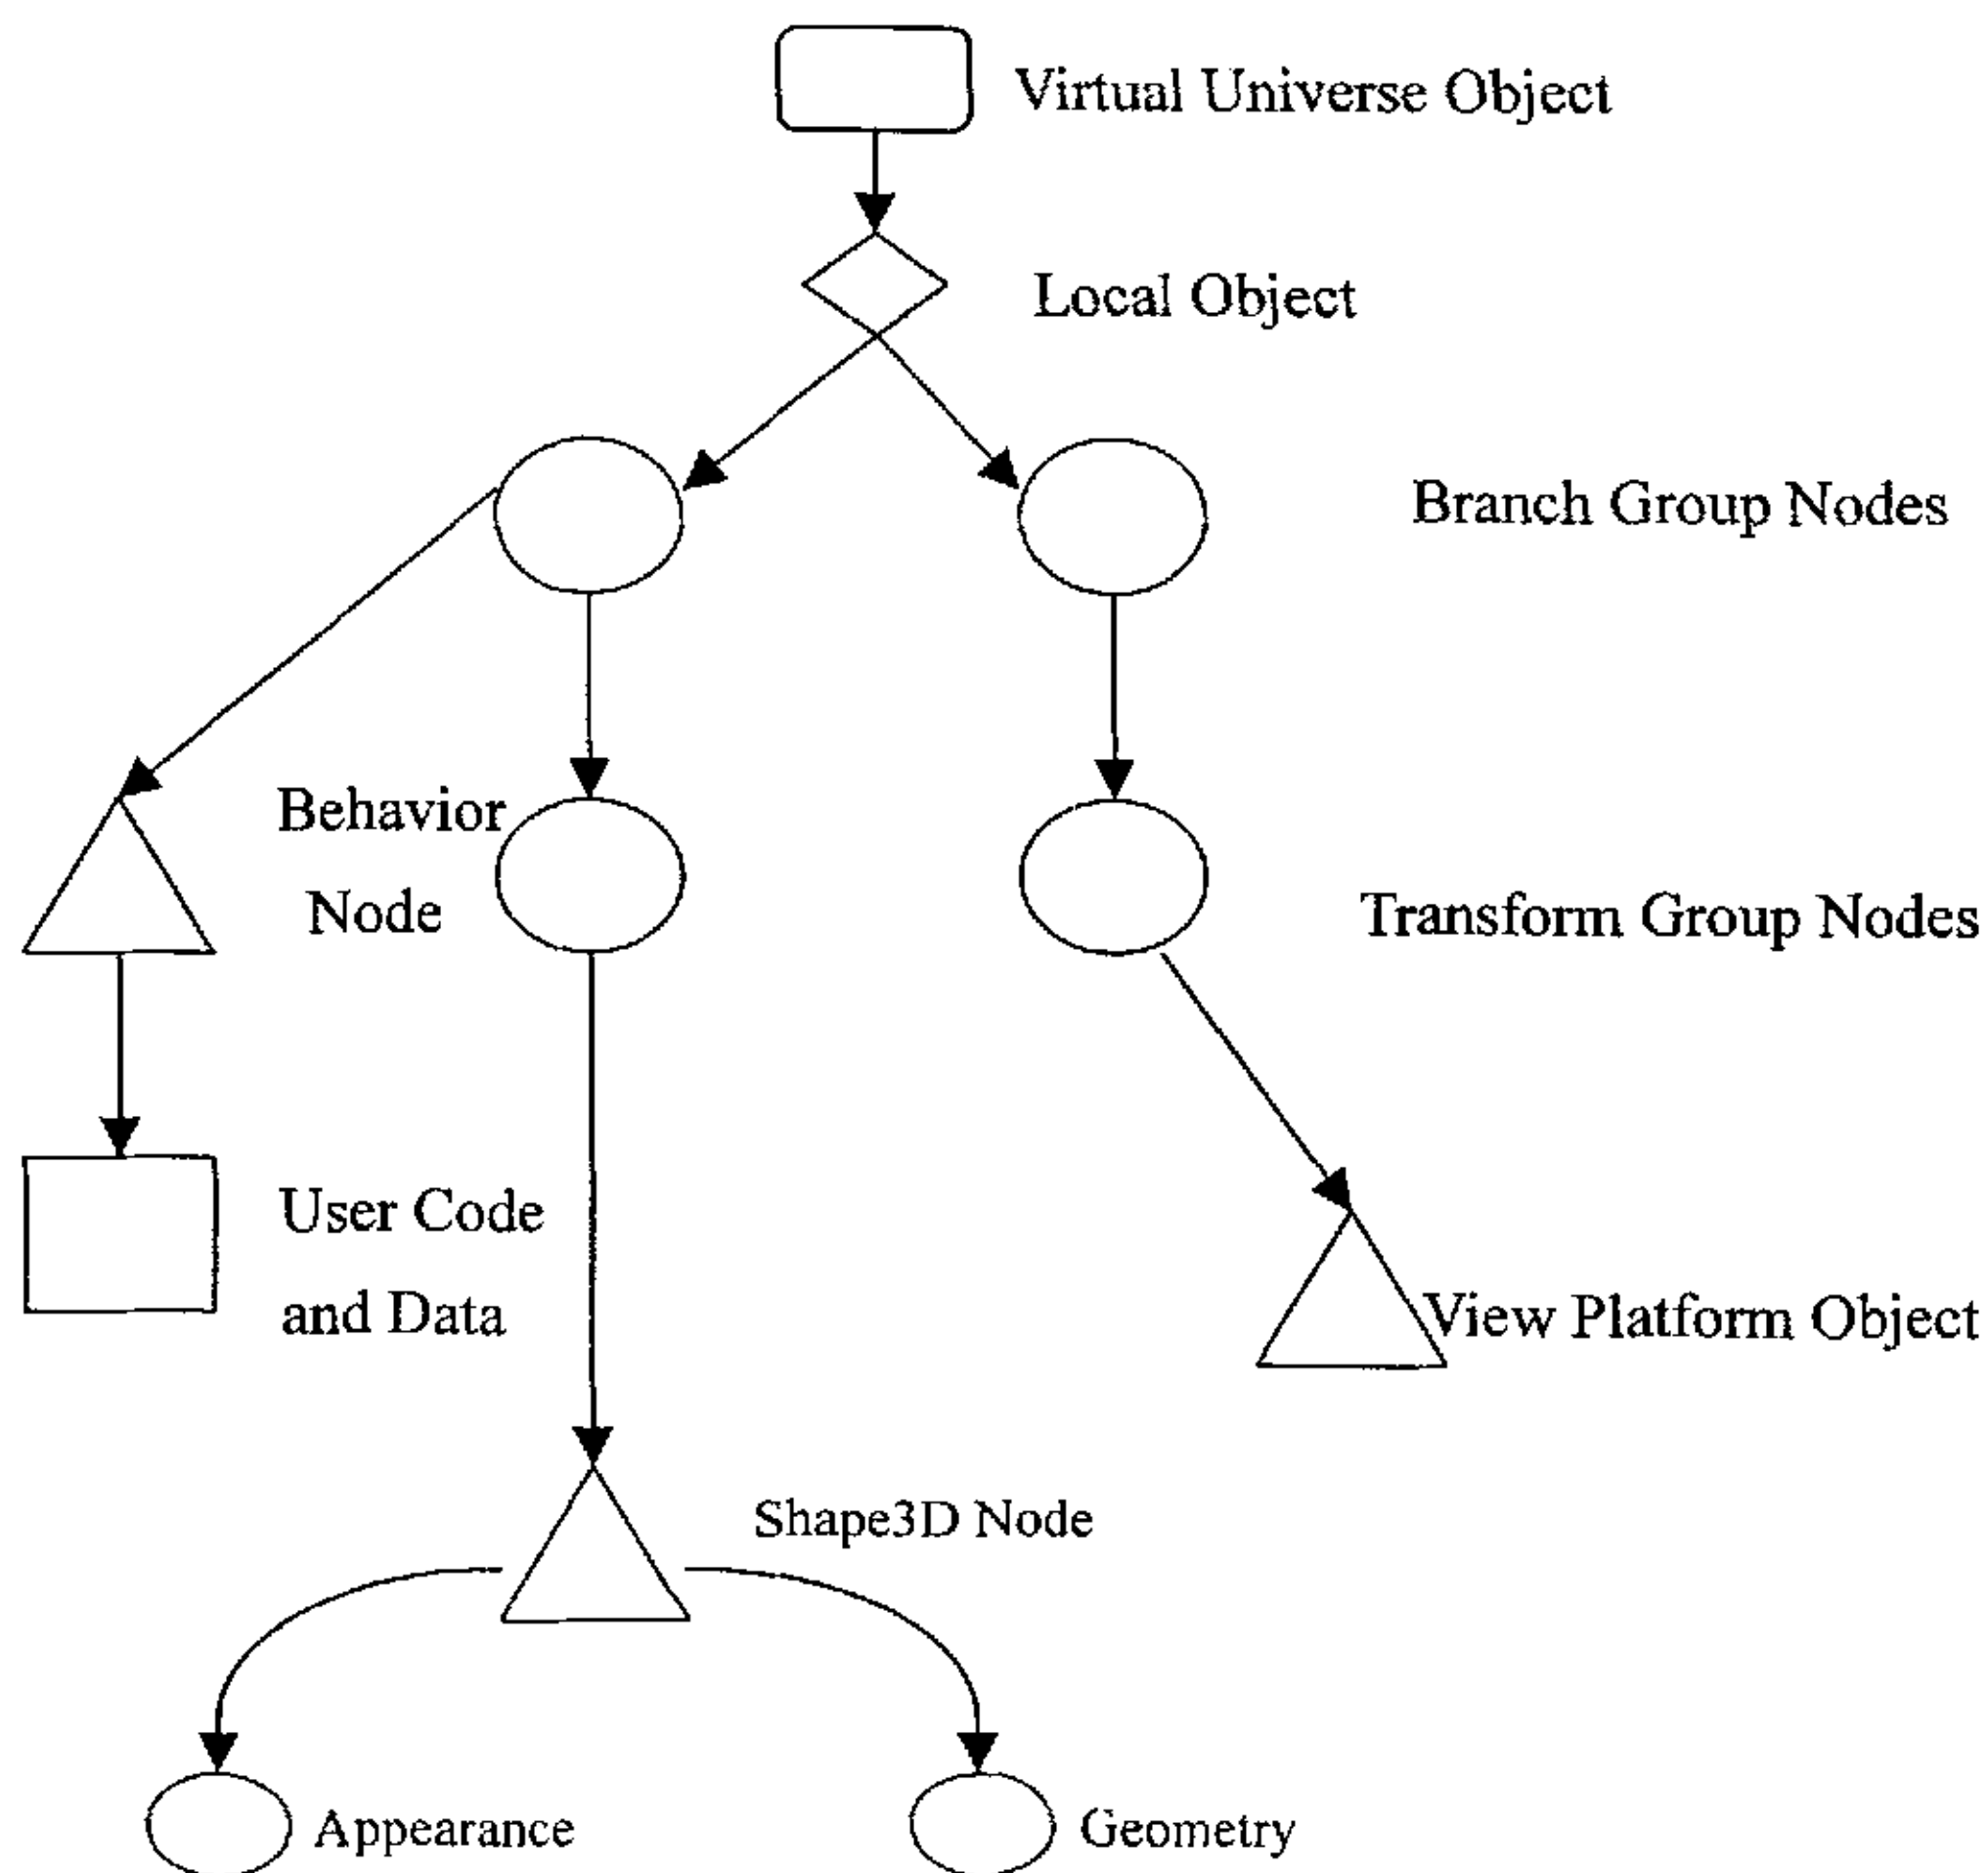 Virtual Universe Object
Local Object
Branch Group Nodes
Behavior
Node
Transform Group Nodes
User Code
and Data
View Platform Object
Shape3D Node
Appearance
Geometry